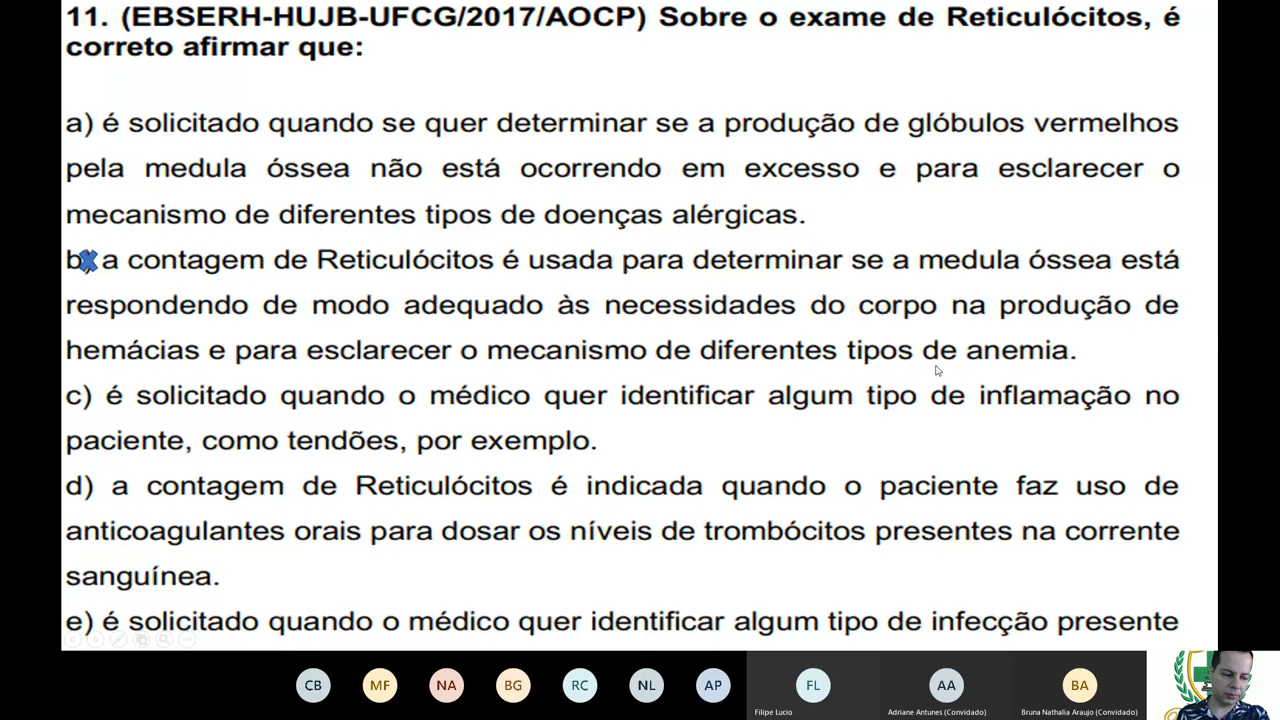 11. (EBSERH-HUJB-UFCG/2017/AOCP) Sobre o exame de Reticulócitos, é
correto afirmar que:
a) é solicitado quando se quer determinar se a produção de glóbulos vermelhos
pela medula óssea não está ocorrendo em excesso e para esclarecer o
mecanismo de diferentes tipos de doenças alérgicas.
b) a contagem de Reticulócitos é usada para determinar se a medula óssea está
respondendo de modo adequado às necessidades do corpo na produção de
hemácias e para esclarecer o mecanismo de diferentes tipos de anemia.
c) é solicitado quando o médico quer identificar algum tipo de inflamação no
paciente, como tendões, por exemplo.
d) a contagem de Reticulócitos é indicada quando o paciente faz uso de
anticoagulantes orais para dosar os níveis de trombócitos presentes na corrente
sanguínea.
e) é solicitado quando o médico quer identificar algum tipo de infecção presente
CB MF NA BG RC NL AP FL AA BA
Filipe Lucio Adriane Antunes (Convidado) Bruna Nathalia Araujo (Convidado)